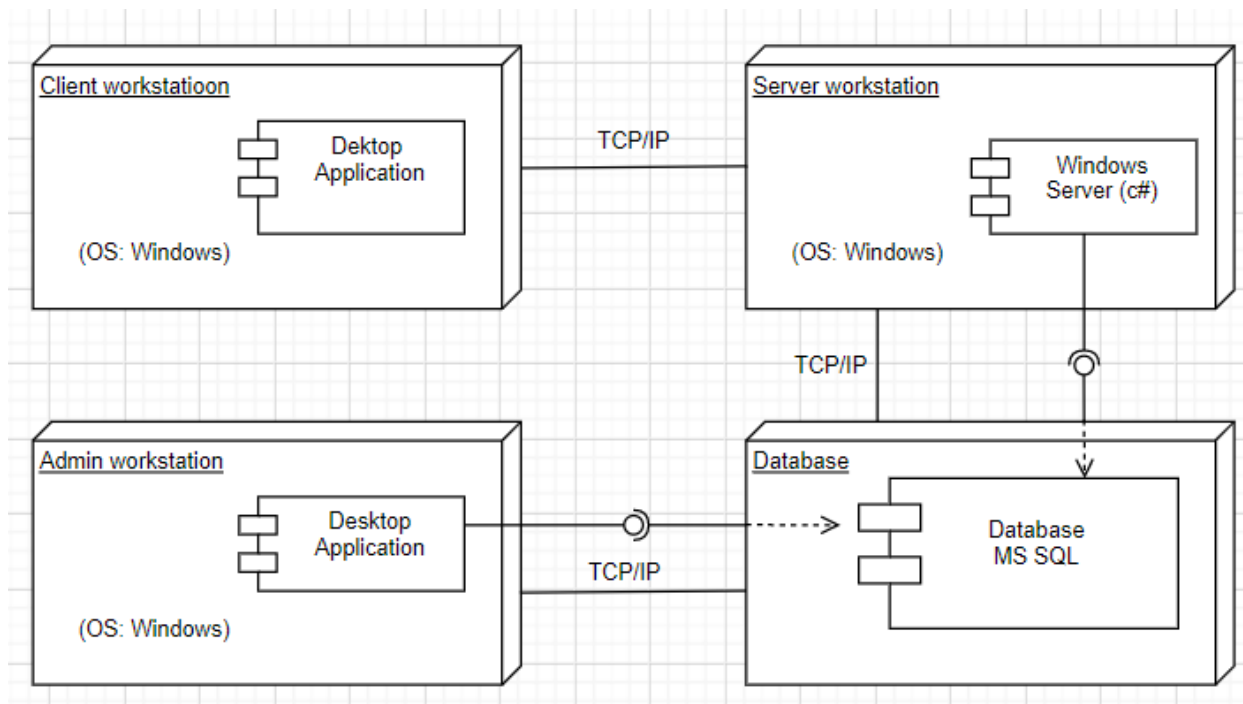 Client workstatioon
Dektop
Application
(OS: Windows)
TCP/IP
Server workstation
Windows
Server (c#)
(OS: Windows)
TCP/IP
Admin workstation
Desktop
Application
(OS: Windows)
TCP/IP
Database
Database
MS SQL